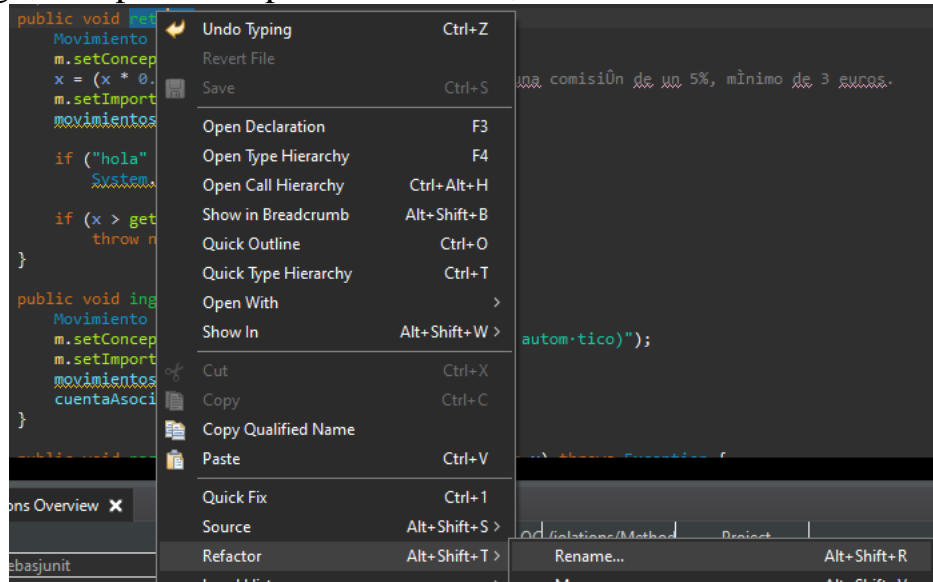 public void ret
Movimiento
m.setConcep
x = (x * 0. una comisiÛn de un 5%, mÌnimo de 3 euros.
m.setImport
movimientos
if ("hola"
System.
if (x > get
throw n
}
public void ing
Movimiento
m.setConcep autom·tico)");
m.setImport
movimientos
cuentaAsoci
}
Undo Typing Ctrl+Z
Revert File
Save Ctrl+S
Open Declaration F3
Open Type Hierarchy F4
Open Call Hierarchy Ctrl+Alt+H
Show in Breadcrumb Alt+Shift+B
Quick Outline Ctrl+O
Quick Type Hierarchy Ctrl+T
Open With >
Show In Alt+Shift+W >
Cut Ctrl+X
Copy Ctrl+C
Copy Qualified Name
Paste Ctrl+V
Quick Fix Ctrl+1
Source Alt+Shift+S >
Refactor Alt+Shift+T >
Rename... Alt+Shift+R
ons Overview
ebasjunit